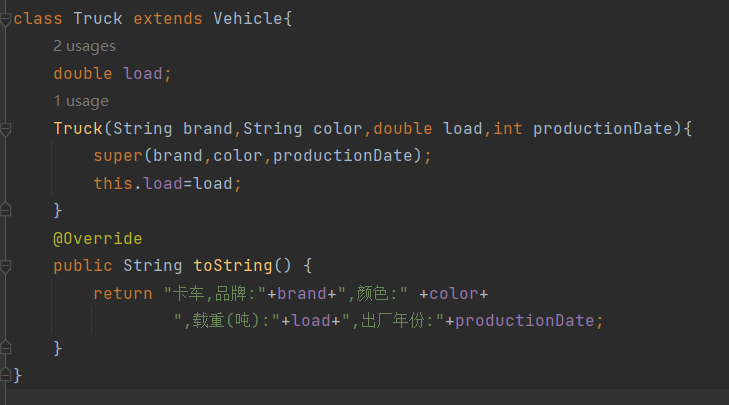 class Truck extends Vehicle{
2 usages
double load;
1 usage
Truck(String brand,String color,double load,int productionDate){
super(brand,color,productionDate);
this.load=load;
}
@Override
public String toString() {
return "卡车,品牌:"+brand+",颜色:" +color+
",载重(吨):"+load+",出厂年份:"+productionDate;
}
}